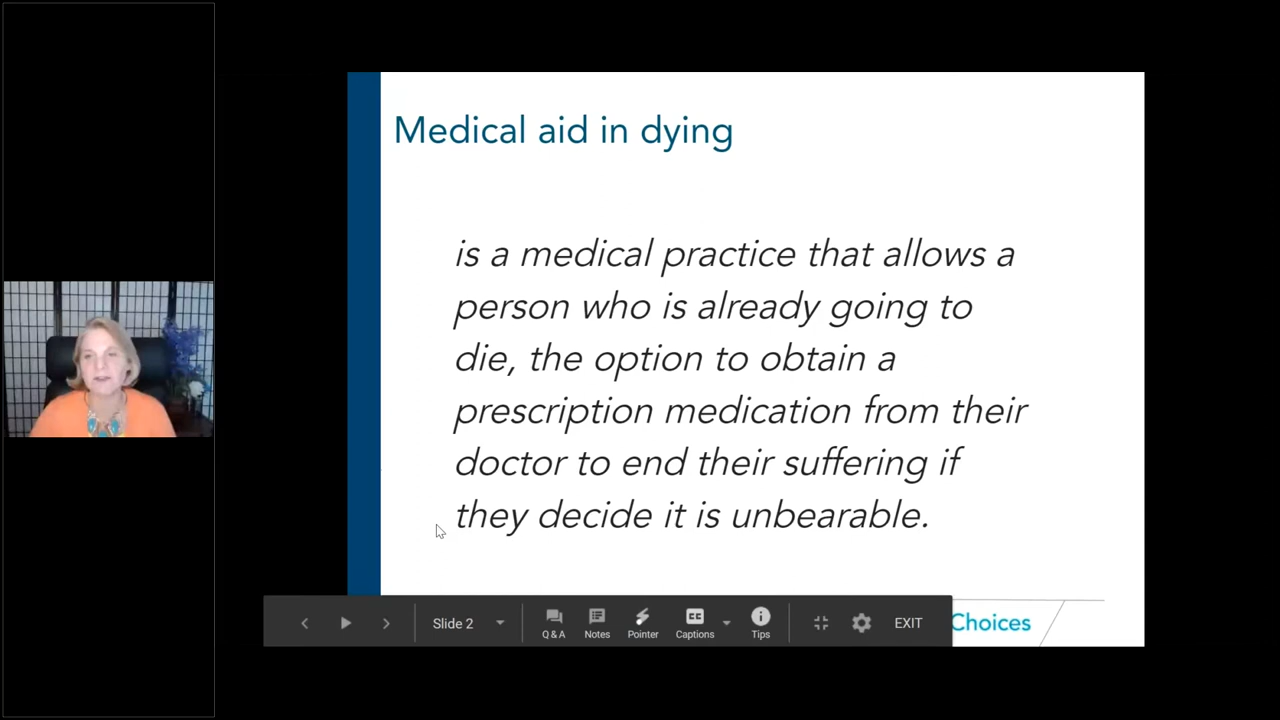 Medical aid in dying
is a medical practice that allows a
person who is already going to
die, the option to obtain a
prescription medication from their
doctor to end their suffering if
they decide it is unbearable.
Choices
Slide 2
Q & A
Notes
Pointer
CC
Captions
Tips
EXIT